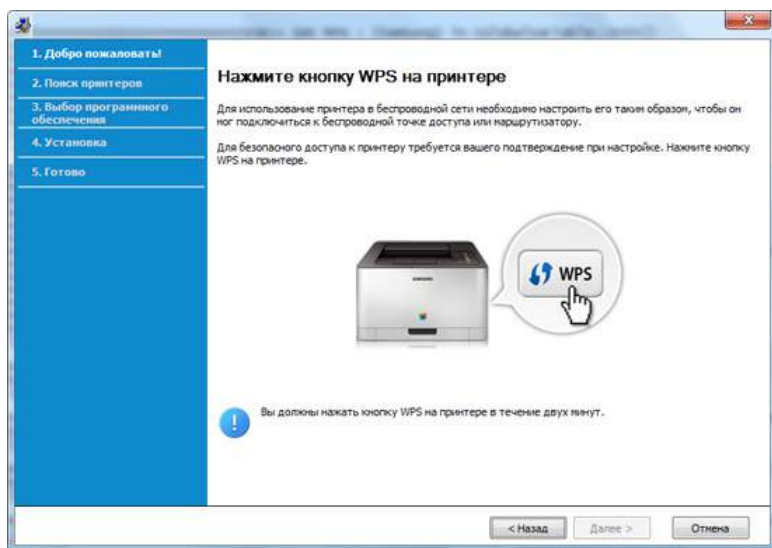 1. Добро пожаловать!
2. Поиск принтеров
3. Выбор программного
обеспечения
4. Установка
5. Готово
Нажмите кнопку WPS на принтере
Для использование принтера в беспроводной сети необходимо настроить его таким образом, чтобы он
мог подключиться к беспроводной точке доступа или маршрутизатору.
Для безопасного доступа к принтеру требуется вашего подтверждение при настройке. Нажмите кнопку
WPS на принтере.
SAMSUNG
WPS
Вы должны нажать кнопку WPS на принтере в течение двух минут.
< Назад
Далее >
Отмена